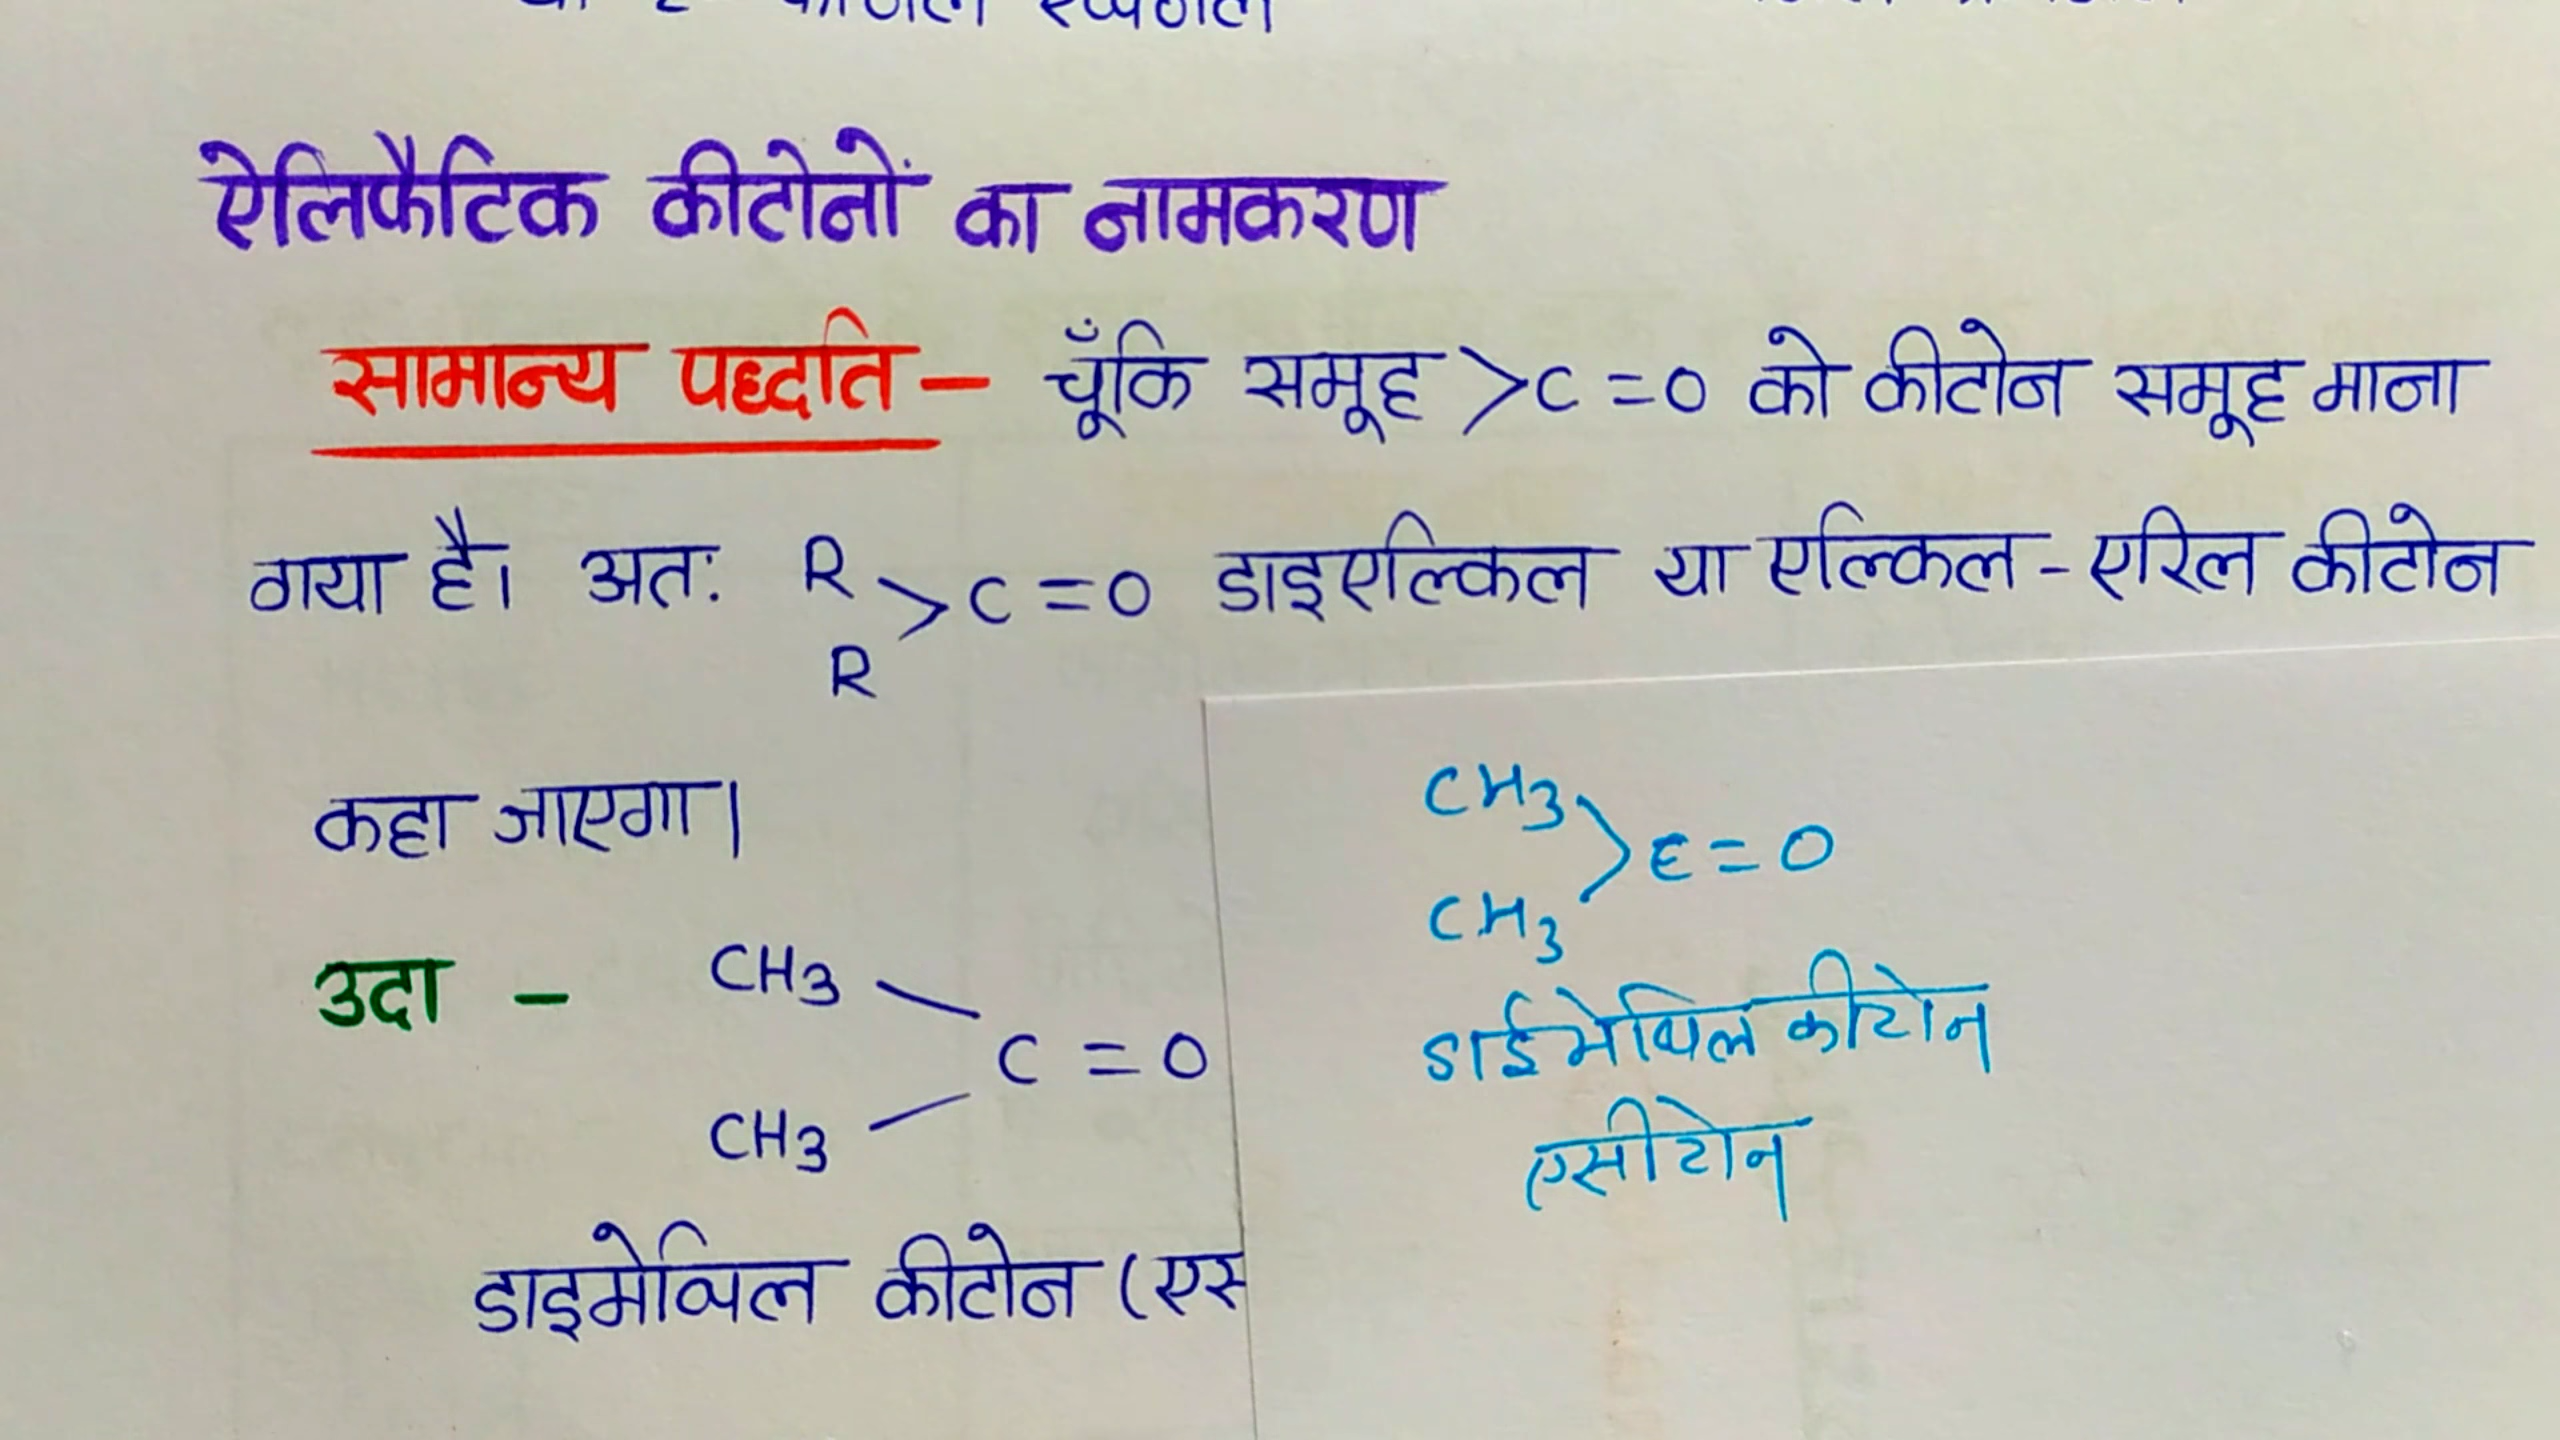 ऐलिफैटिक कीटोनों का नामकरण
सामान्य पद्धति – चूँकि समूह >C=O को कीटोन समूह माना
गया है। अतः R R >C=O डाइएल्किल या एल्किल-एरिल कीटोन
कहा जाएगा।
उदा – CH3
C=O
CH3
डाइमेथिल कीटोन (एस
CH3
>C=O
CH3
डाईमेथिल कीटोन
एसीटोन